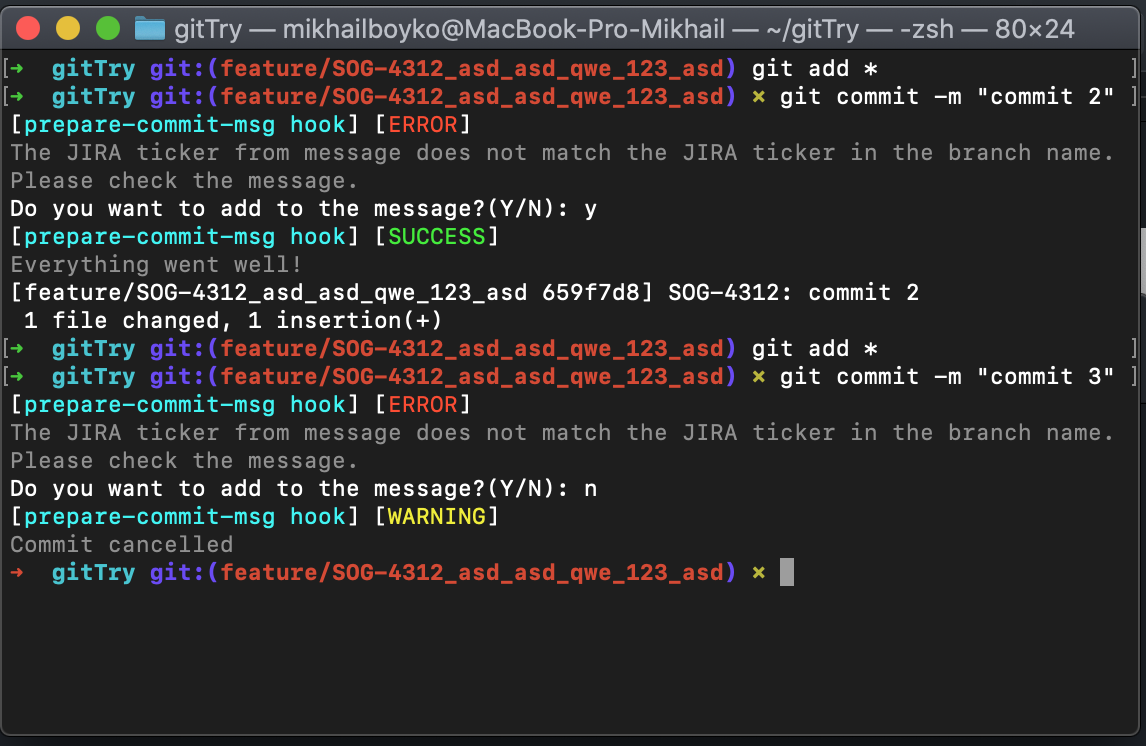 gitTry — mikhailboyko@MacBook-Pro-Mikhail — ~/gitTry — -zsh — 80×24
[➜  gitTry git:(feature/SOG-4312_asd_asd_qwe_123_asd) git add * ]
[➜  gitTry git:(feature/SOG-4312_asd_asd_qwe_123_asd) ✗ git commit -m "commit 2" ]
[prepare-commit-msg hook] [ERROR]
The JIRA ticker from message does not match the JIRA ticker in the branch name.
Please check the message.
Do you want to add to the message?(Y/N): y
[prepare-commit-msg hook] [SUCCESS]
Everything went well!
[feature/SOG-4312_asd_asd_qwe_123_asd 659f7d8] SOG-4312: commit 2
 1 file changed, 1 insertion(+)
[➜  gitTry git:(feature/SOG-4312_asd_asd_qwe_123_asd) git add * ]
[➜  gitTry git:(feature/SOG-4312_asd_asd_qwe_123_asd) ✗ git commit -m "commit 3" ]
[prepare-commit-msg hook] [ERROR]
The JIRA ticker from message does not match the JIRA ticker in the branch name.
Please check the message.
Do you want to add to the message?(Y/N): n
[prepare-commit-msg hook] [WARNING]
Commit cancelled
➜  gitTry git:(feature/SOG-4312_asd_asd_qwe_123_asd) ✗